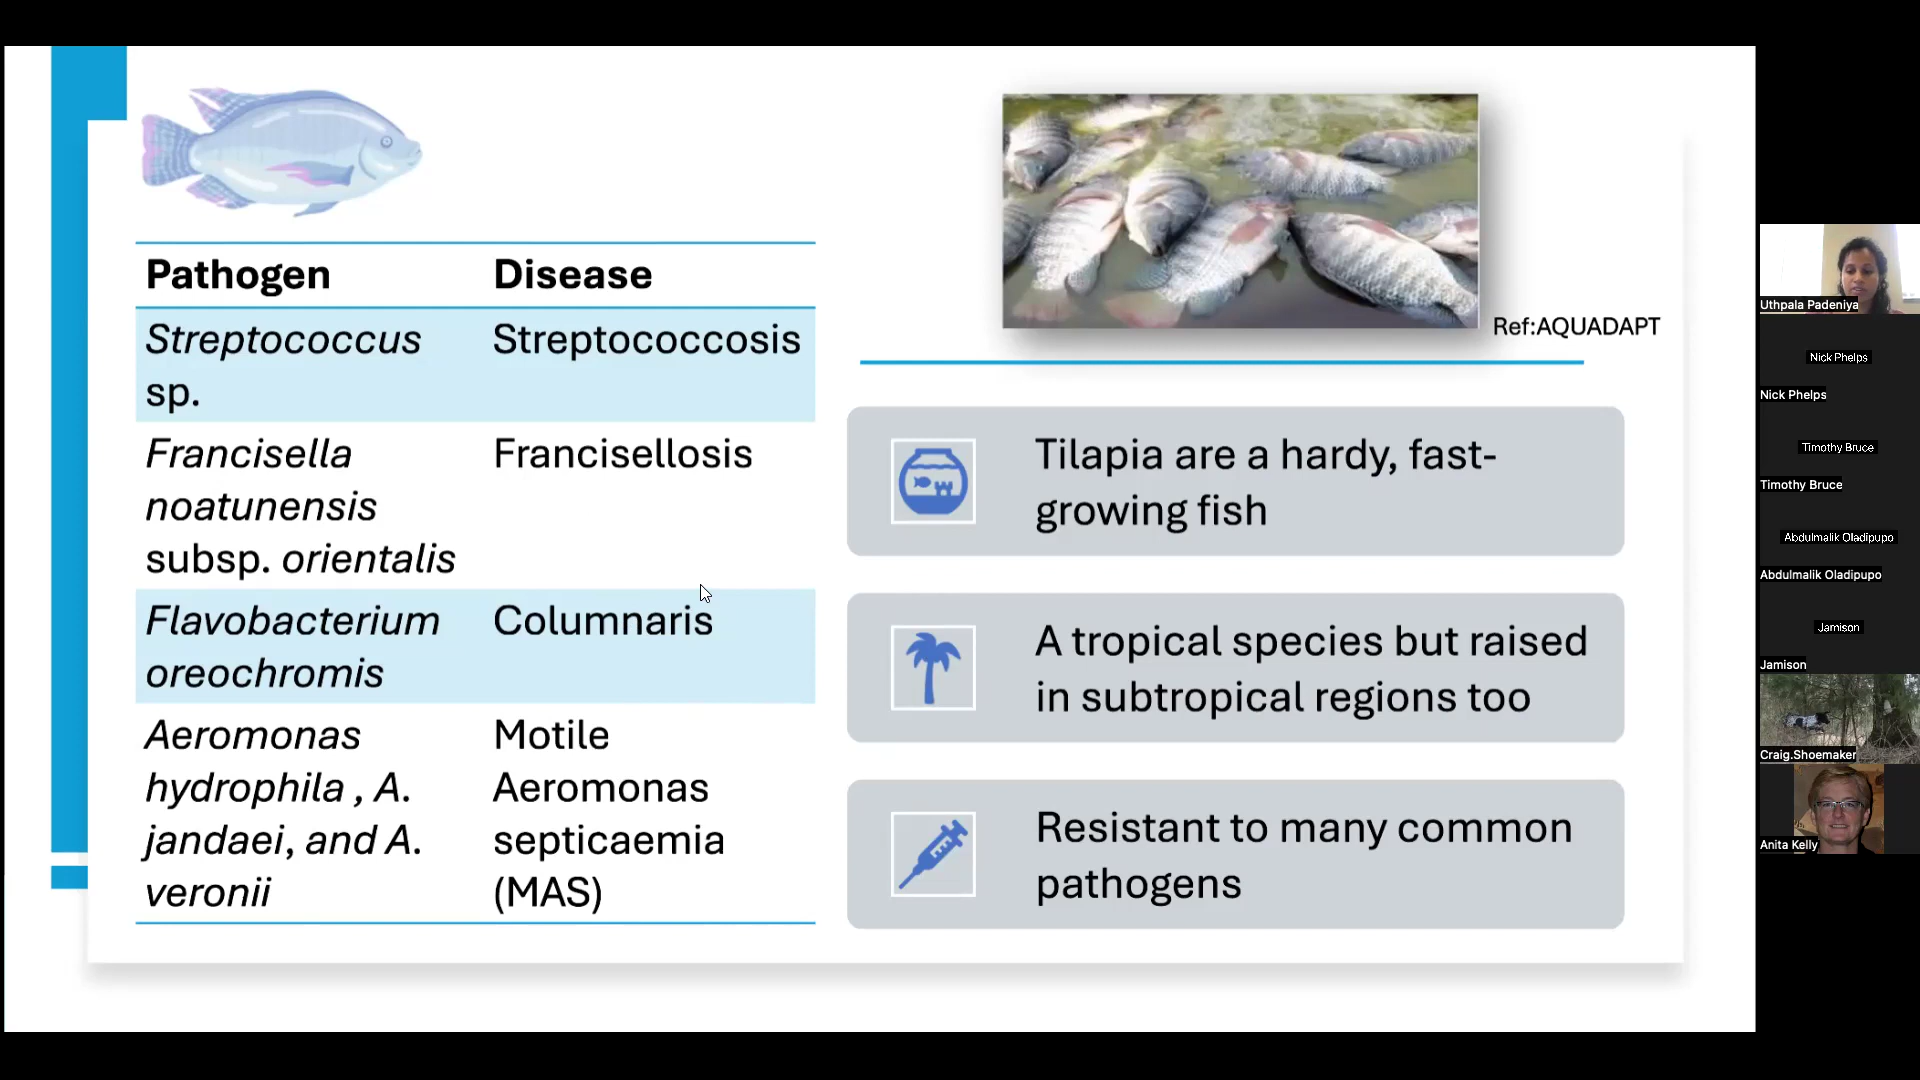 Pathogen Disease
Streptococcus Streptococcosis
sp.
Francisella Francisellosis
noatunensis
subsp. orientalis
Flavobacterium Columnaris
oreochromis
Aeromonas Motile
hydrophila , A. Aeromonas
jandaei, and A. septicaemia
veronii (MAS)
Ref:AQUADAPT
Tilapia are a hardy, fast-
growing fish
A tropical species but raised
in subtropical regions too
Resistant to many common
pathogens
Uthpala Padeniya
Nick Phelps
Nick Phelps
Timothy Bruce
Timothy Bruce
Abdulmalik Oladipupo
Abdulmalik Oladipupo
Jamison
Jamison
Craig.Shoemaker
Anita Kelly